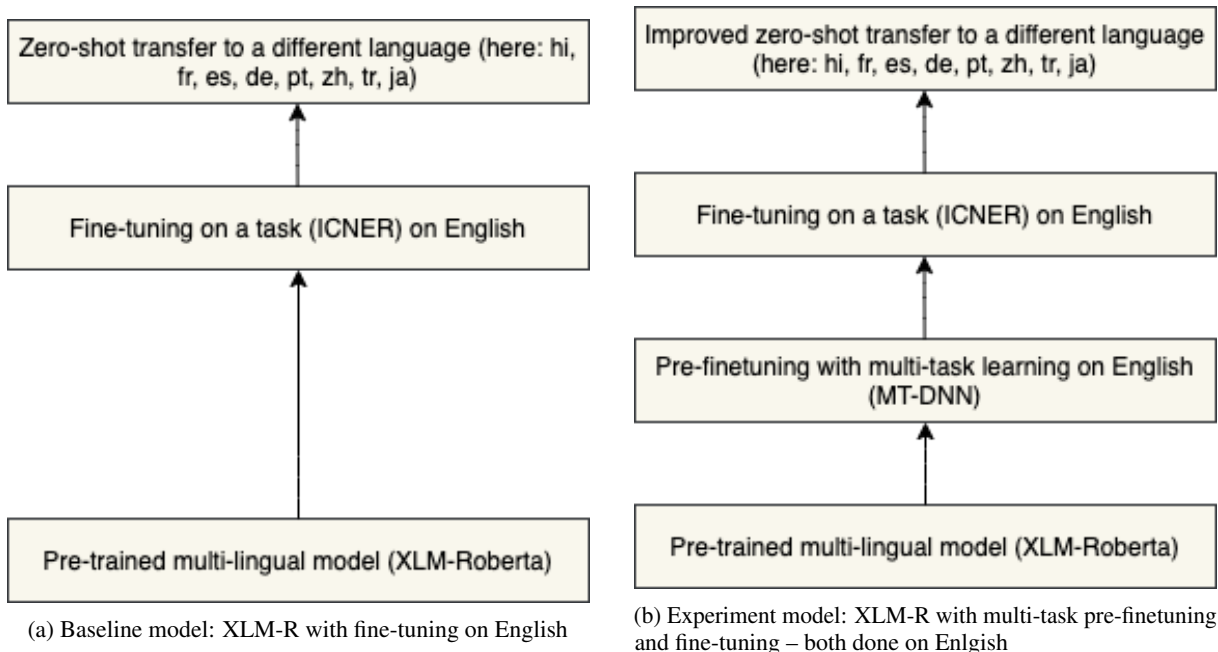 Zero-shot transfer to a different language (here: hi,
fr, es, de, pt, zh, tr, ja)
Fine-tuning on a task (ICNER) on English
Pre-trained multi-lingual model (XLM-Roberta)
(a) Baseline model: XLM-R with fine-tuning on English
Improved zero-shot transfer to a different language
(here: hi, fr, es, de, pt, zh, tr, ja)
Fine-tuning on a task (ICNER) on English
Pre-finetuning with multi-task learning on English
(MT-DNN)
Pre-trained multi-lingual model (XLM-Roberta)
(b) Experiment model: XLM-R with multi-task pre-finetuning
and fine-tuning – both done on Enlgish